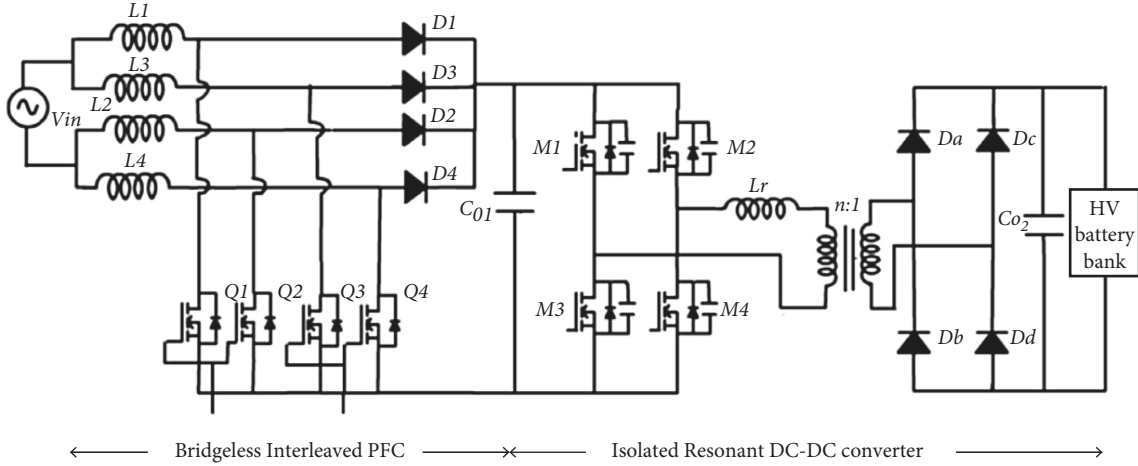 L1
D1
L3
D3
Vin
L2
D2
L4
D4
Q1
Q2
Q3
Q4
C01
M1
M2
M3
M4
Lr
n:1
Da
Dc
Db
Dd
Co2
HV
battery
bank
Bridgeless Interleaved PFC
Isolated Resonant DC-DC converter